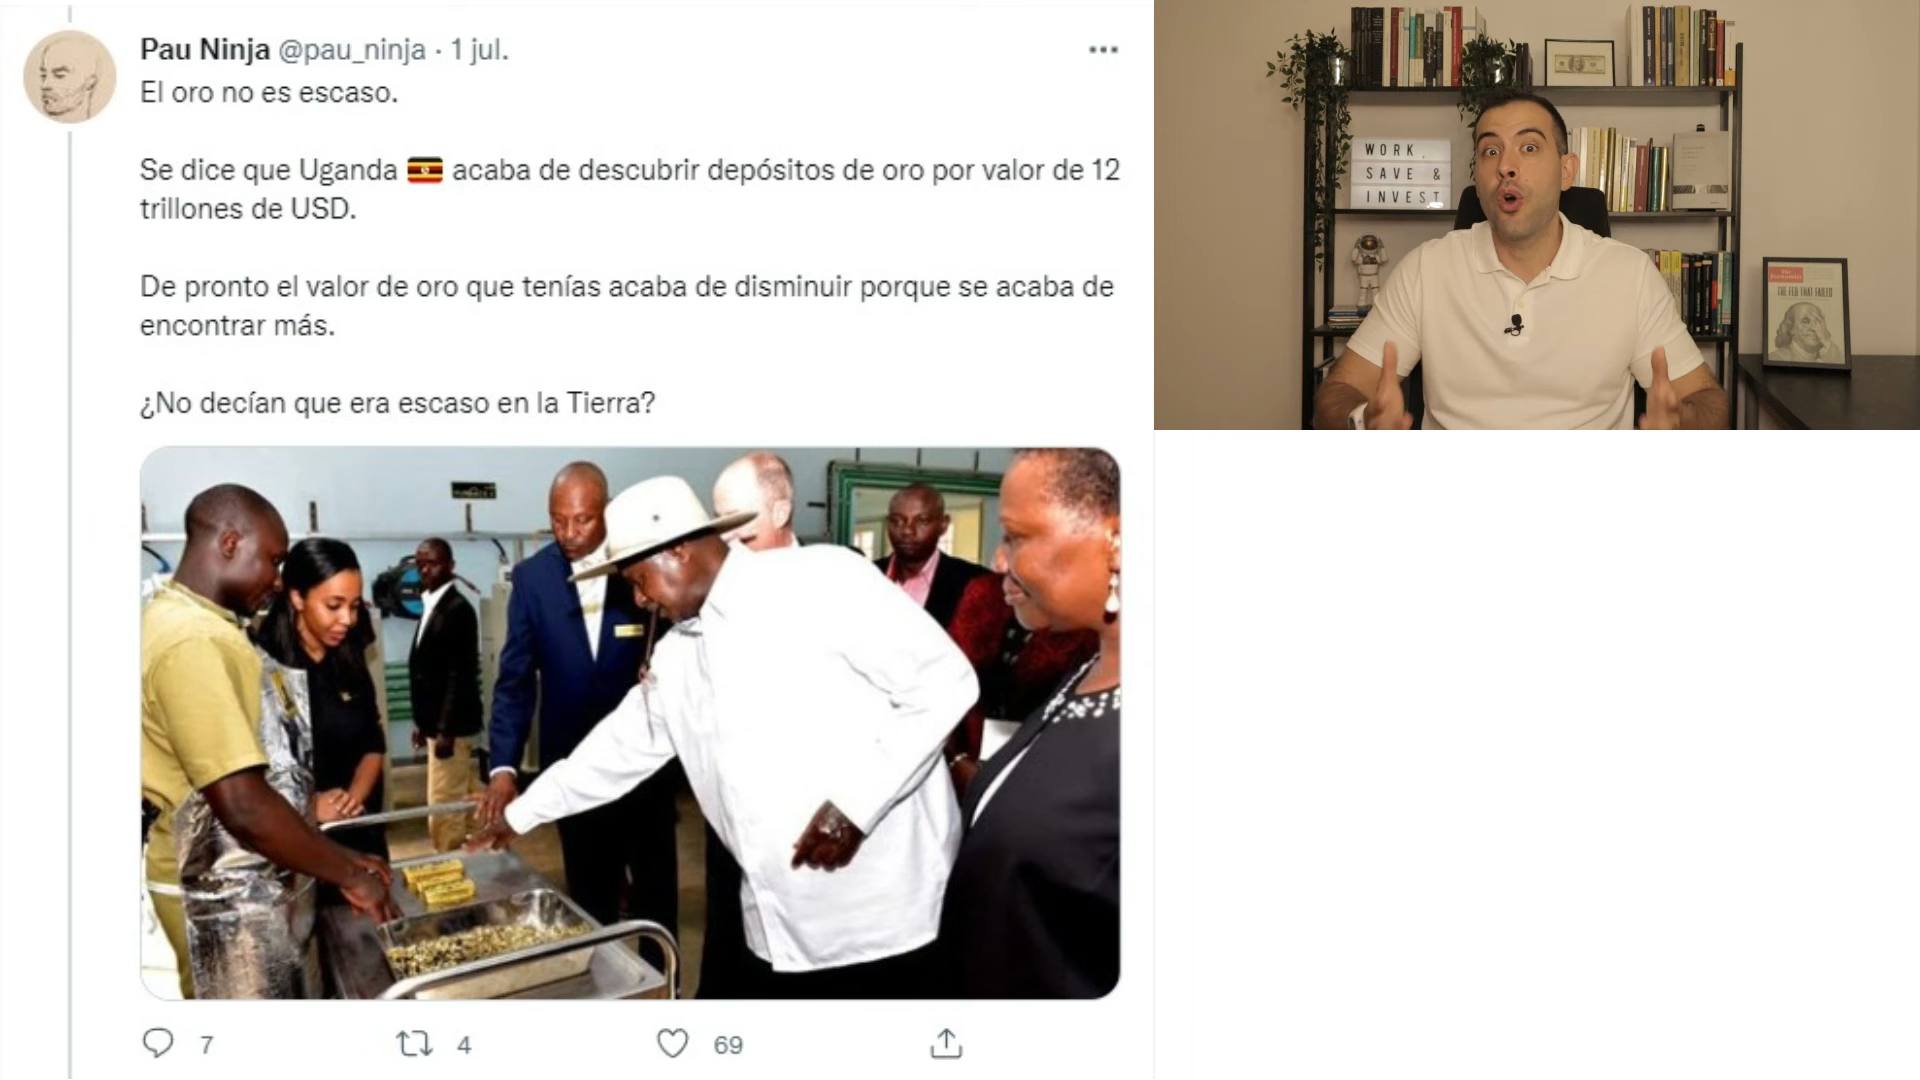 Pau Ninja @pau_ninja · 1 jul.
El oro no es escaso.
Se dice que Uganda 🇺🇬 acaba de descubrir depósitos de oro por valor de 12
trillones de USD.
De pronto el valor de oro que tenías acaba de disminuir porque se acaba de
encontrar más.
¿No decían que era escaso en la Tierra?
7
4
69
WORK
SAVE &
INVEST
The Economist
THE FED THAT FAILED